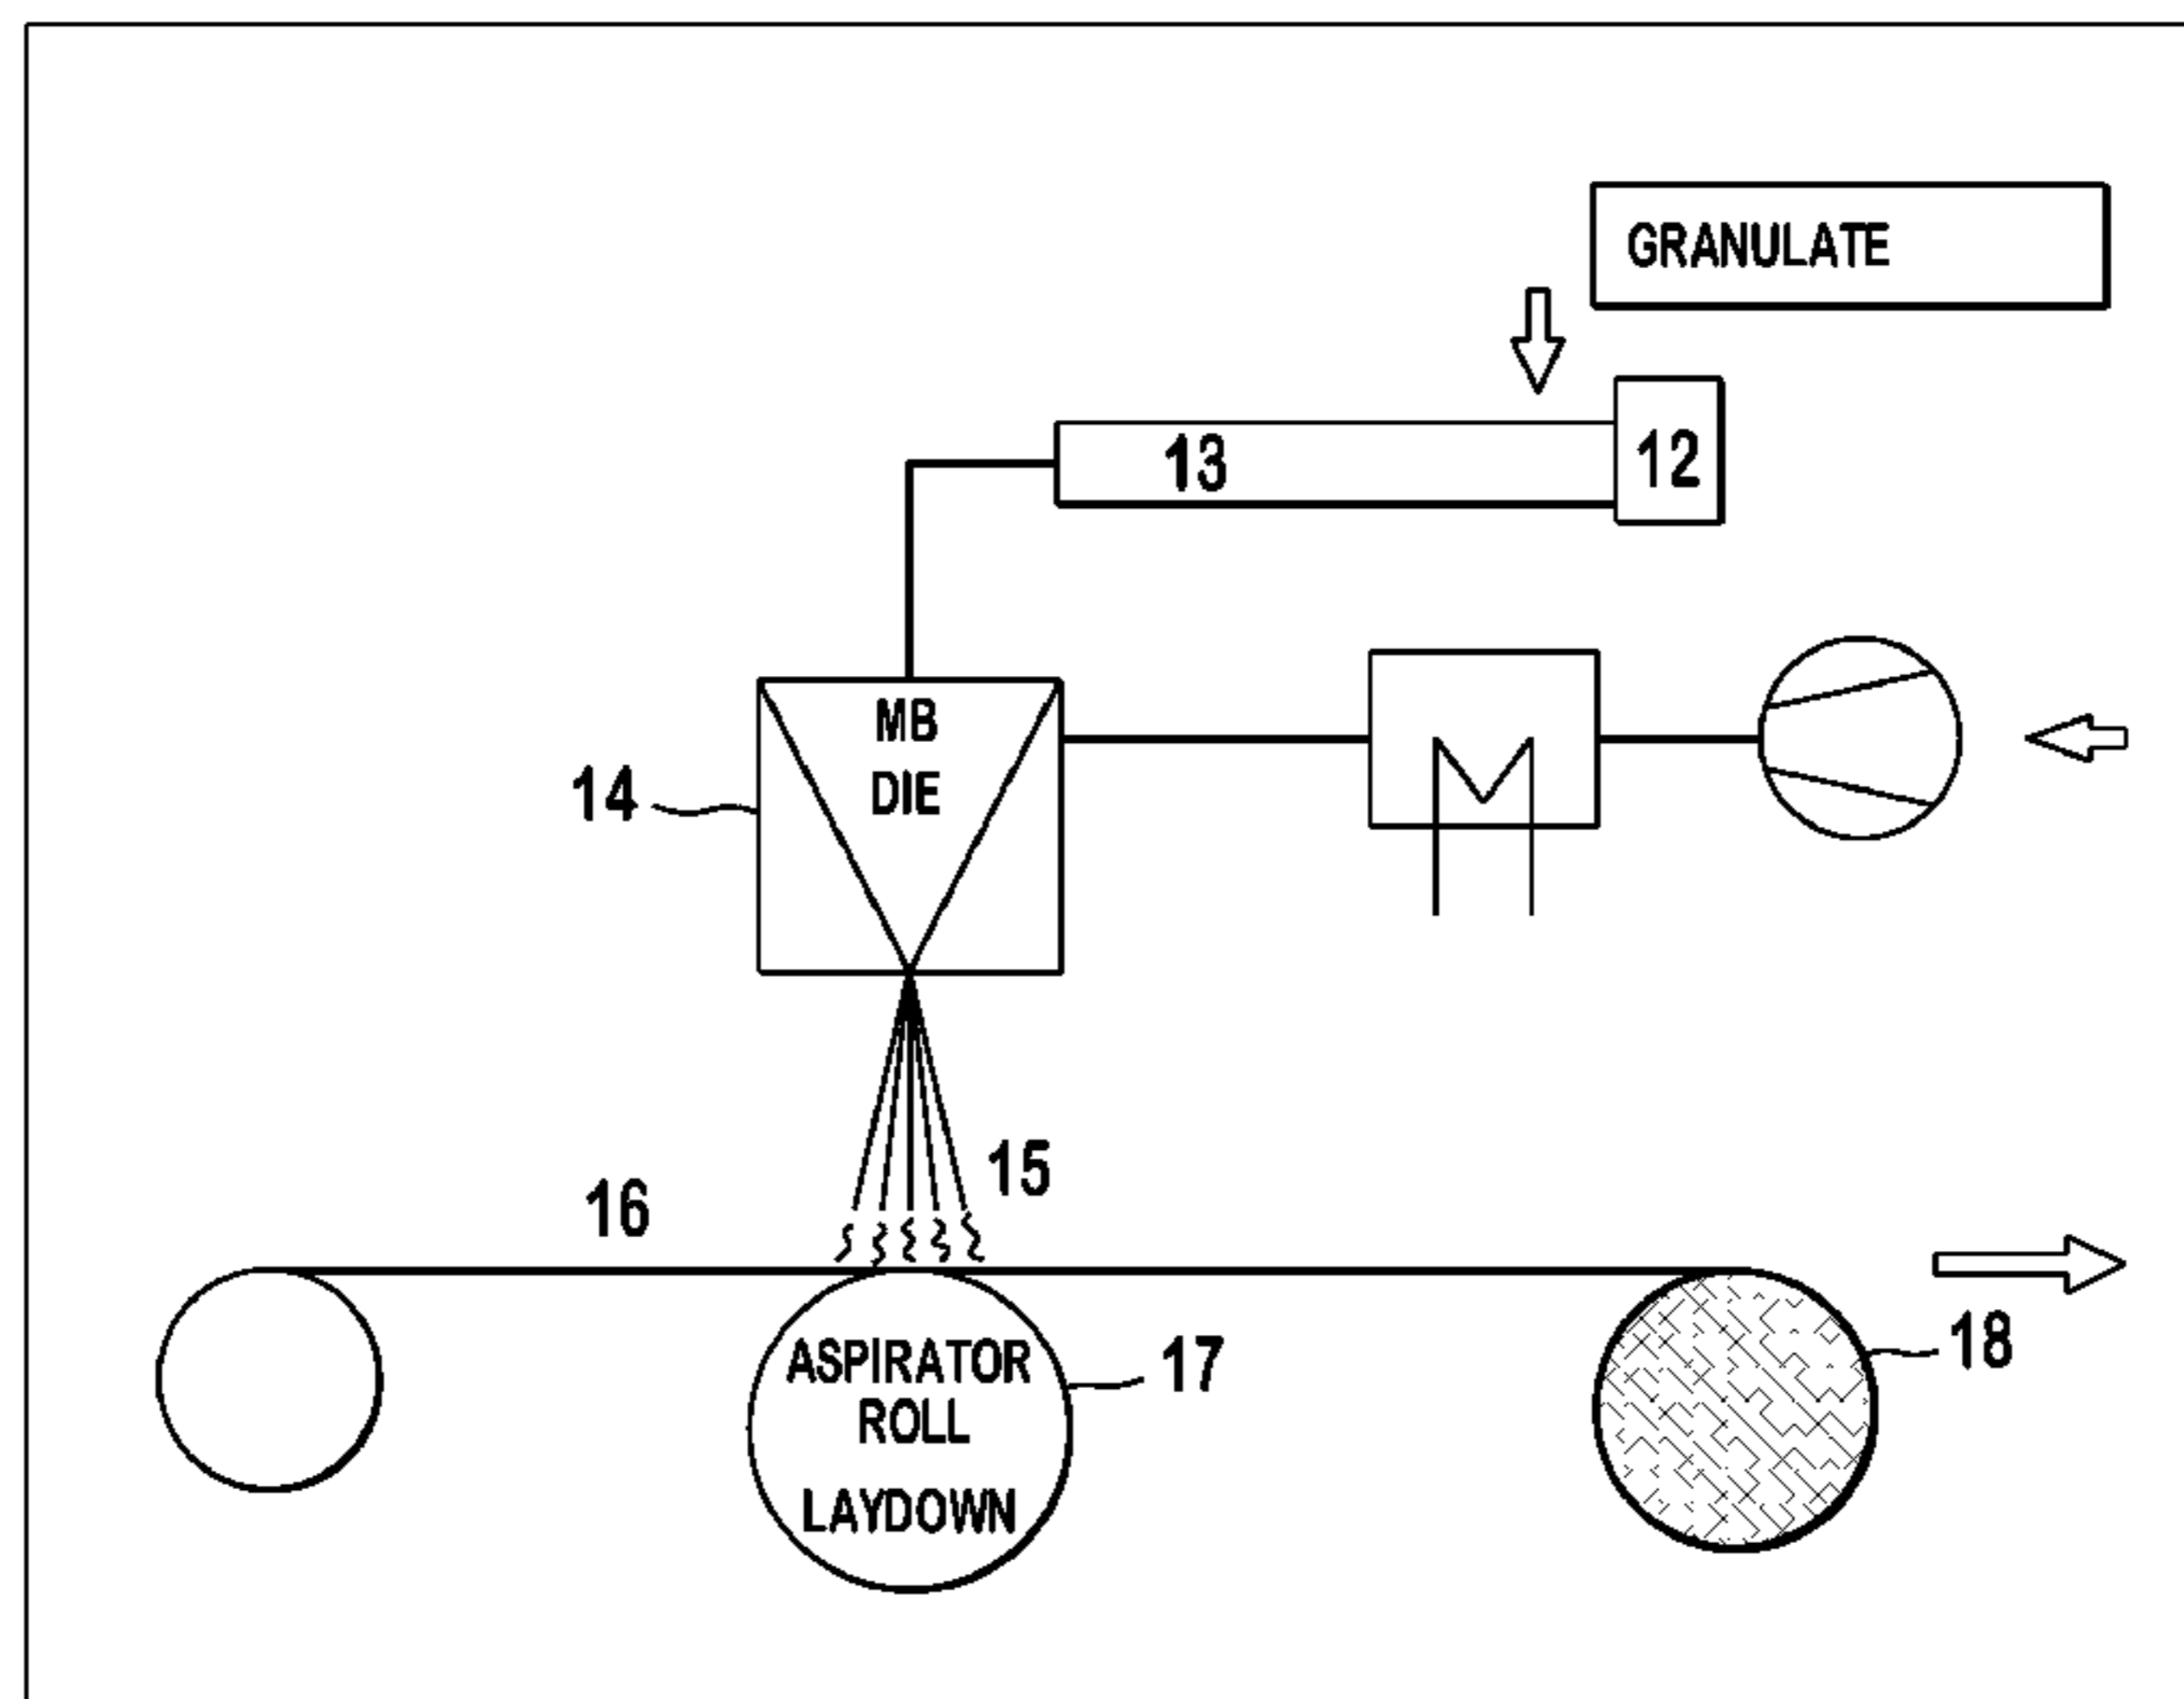 GRANULATE
13
12
MB
DIE
14
15
16
ASPIRATOR
ROLL
LAYDOWN
17
18